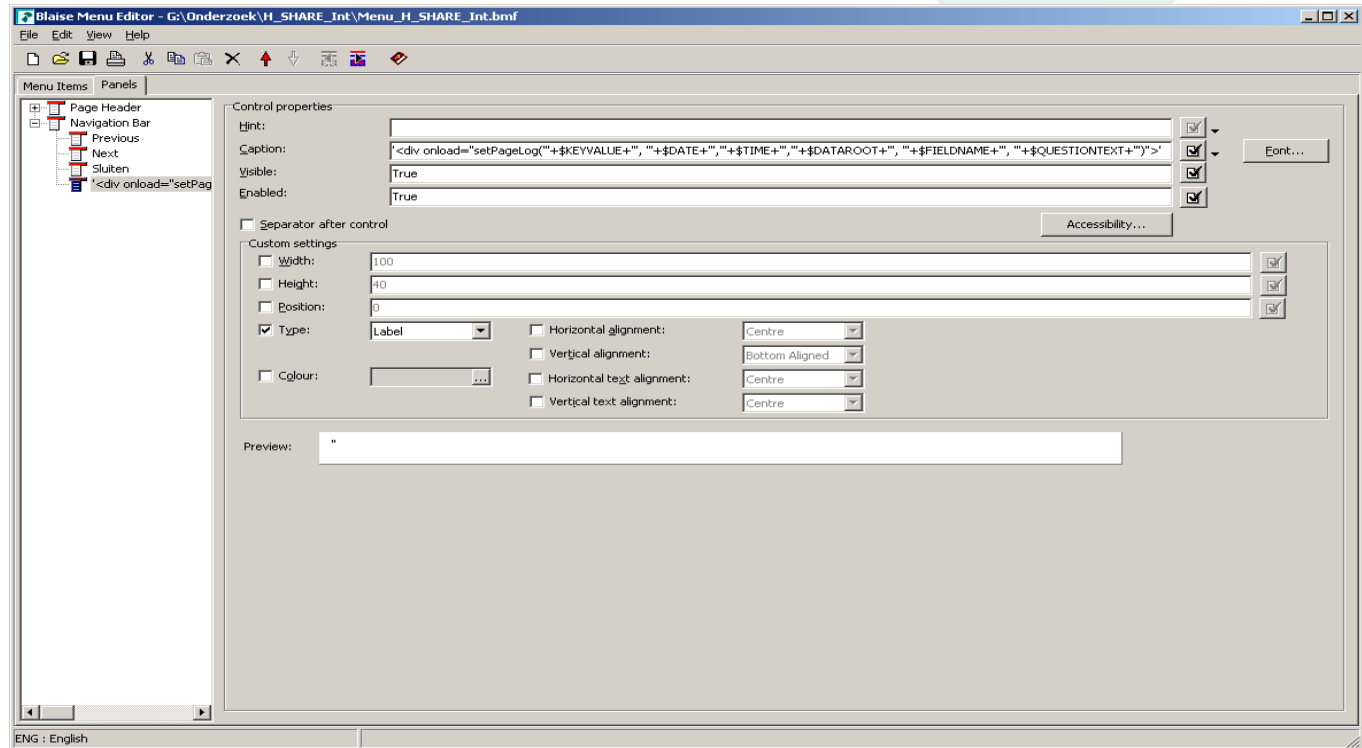 Blaise Menu Editor - G:\Onderzoek\H_SHARE_Int\Menu_H_SHARE_Int.bmf
File Edit View Help
Menu Items Panels
Page Header
Navigation Bar
Previous
Next
Sluiten
'<div onload="setPag
Control properties
Hint:
Caption: '<div onload="setPageLog('"+$KEYVALUE+"', '"+$DATE+"','"+$TIME+"','"+$DATAROOT+"', '"+$FIELDNAME+"', '"+$QUESTIONTEXT+"')">' Font...
Visible: True
Enabled: True
Separator after control Accessibility...
Custom settings
Width: 100
Height: 40
Position: 0
Type: Label Horizontal alignment: Centre
Vertical alignment: Bottom Aligned
Colour: ... Horizontal text alignment: Centre
Vertical text alignment: Centre
Preview: "
ENG : English